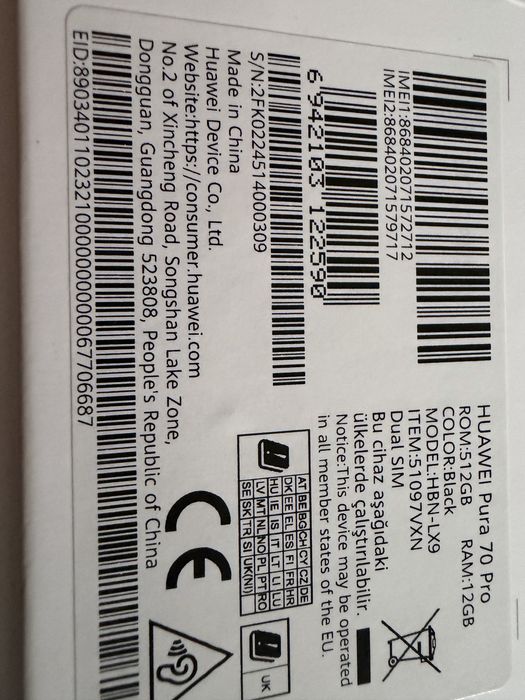 HUAWEI Pura 70 Pro
ROM:512GB RAM:12GB
COLOR:Black
MODEL:HBN-LX9
ITEM:51097VXN
Dual SIM
Bu cihaz aşağıdaki
ülkelerde çalıştırılabilir.
Notice:This device may be operated
in all member states of the EU.
IMEI1:868402071572712
IMEI2:868402071579717
6 942103 122590
S/N:2FK0224514000309
Made in China
Huawei Device Co., Ltd.
Website:https://consumer.huawei.com
No.2 of Xincheng Road, Songshan Lake Zone,
Dongguan, Guangdong 523808, People's Republic of China
EID:89034011023210000000000067706687
AT BE BG CH CY CZ DE
DK EE EL ES FI FR HR
HU IE IS IT LT LI LU
LV MT NL NO PL PT RO
SE SK TR SI UK(NI)
UK
CE